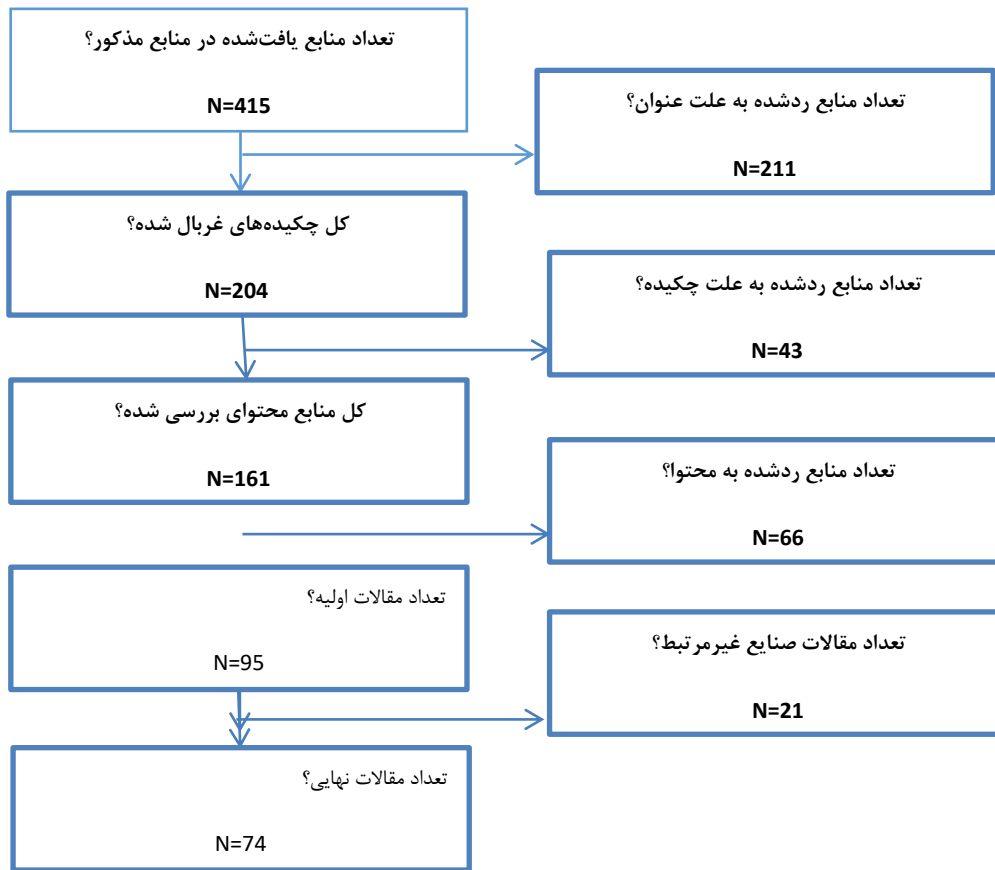 تعداد منابع یافت‌شده در منابع مذکور؟
N=415
تعداد منابع ردشده به علت عنوان؟
N=211
کل چکیده‌های غربال شده؟
N=204
تعداد منابع ردشده به علت چکیده؟
N=43
کل منابع محتوای بررسی شده؟
N=161
تعداد منابع ردشده به محتوا؟
N=66
تعداد مقالات اولیه؟
N=95
تعداد مقالات صنایع غیرمرتبط؟
N=21
تعداد مقالات نهایی؟
N=74